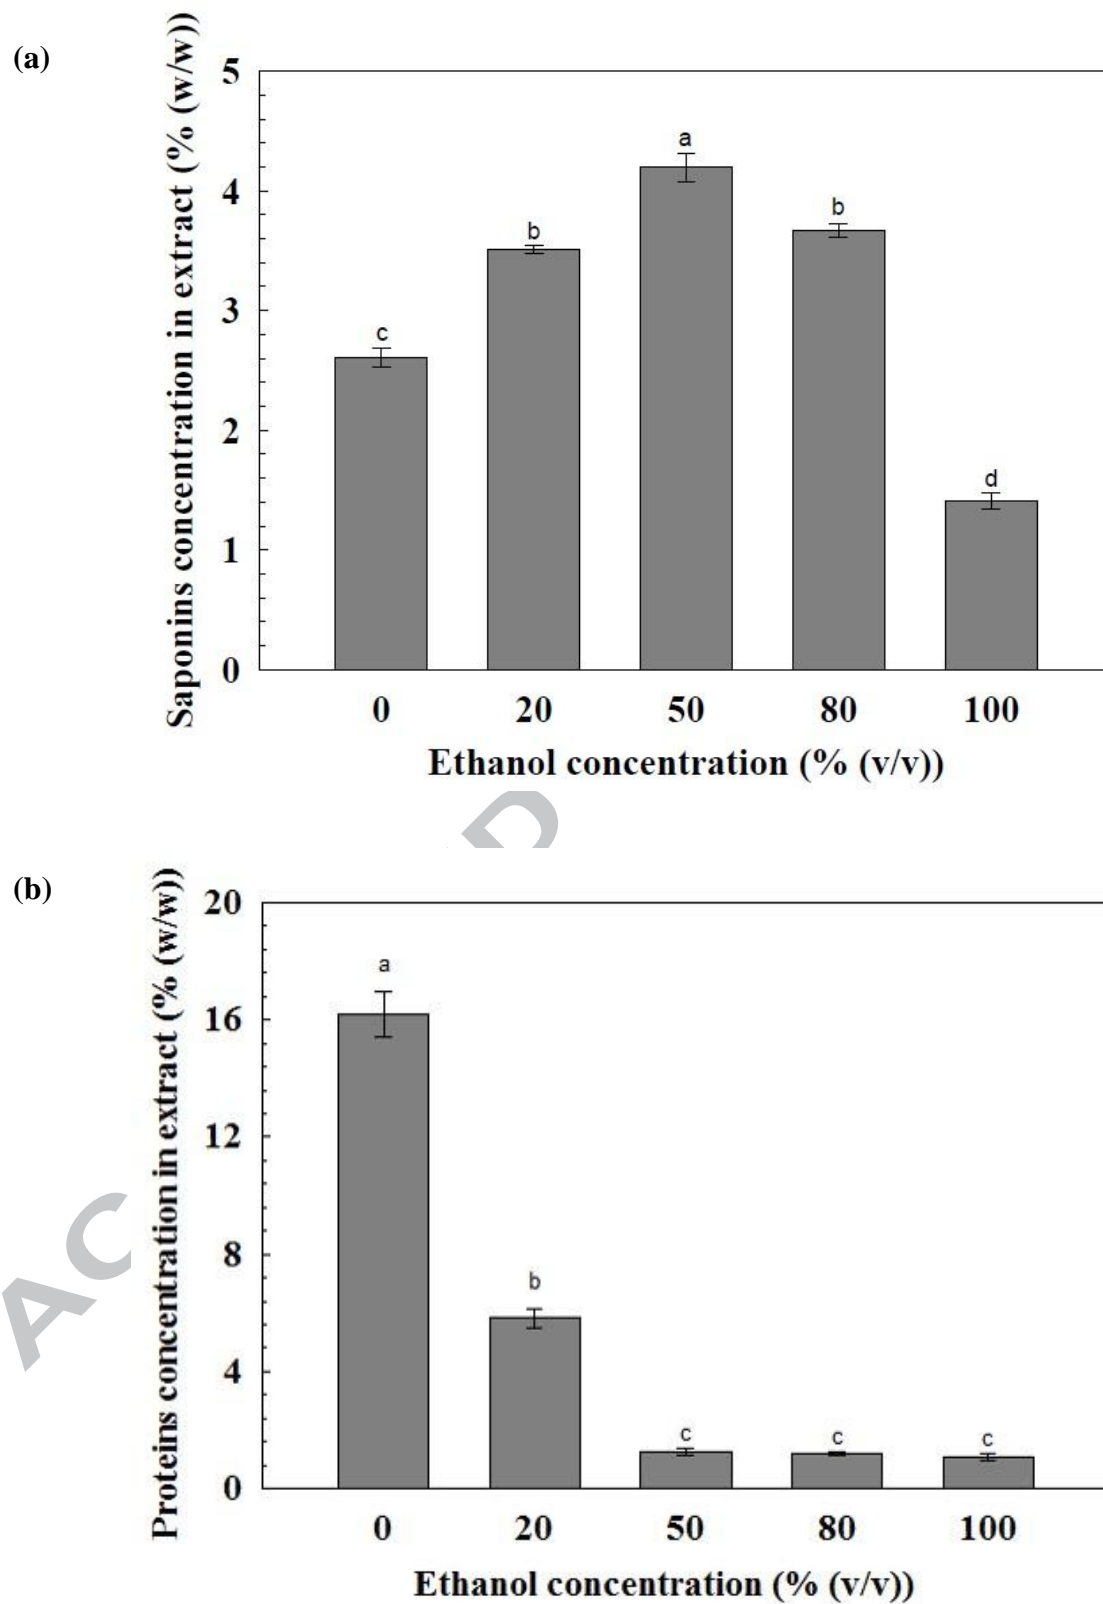 (a)
Saponins concentration in extract (% (w/w))
5
4
3
2
1
0
c
b
a
b
d
0 20 50 80 100
Ethanol concentration (% (v/v))
D
(b)
Proteins concentration in extract (% (w/w))
20
16
12
8
4
0
a
b
c
c
c
0 20 50 80 100
Ethanol concentration (% (v/v))
AC